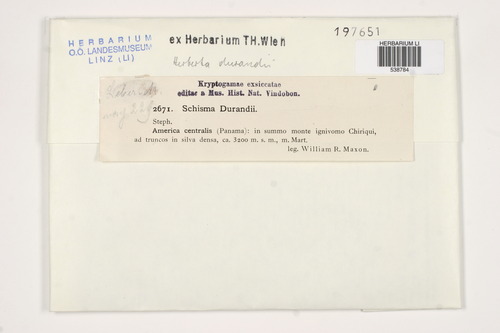 HERBARIUM
O.Ö. LANDESMUSEUM
LINZ (LI)
ex Herbarium TH.Wien
197651
HERBARIUM LI
538784
durandii
Kryptogamae exsiccatae
editae a Mus. Hist. Nat. Vindobon.
2671. Schisma Durandii.
Steph.
America centralis (Panama): in summo monte ignivomo Chiriqui,
ad truncos in silva densa, ca. 3200 m. s. m., m. Mart.
leg. William R. Maxon.